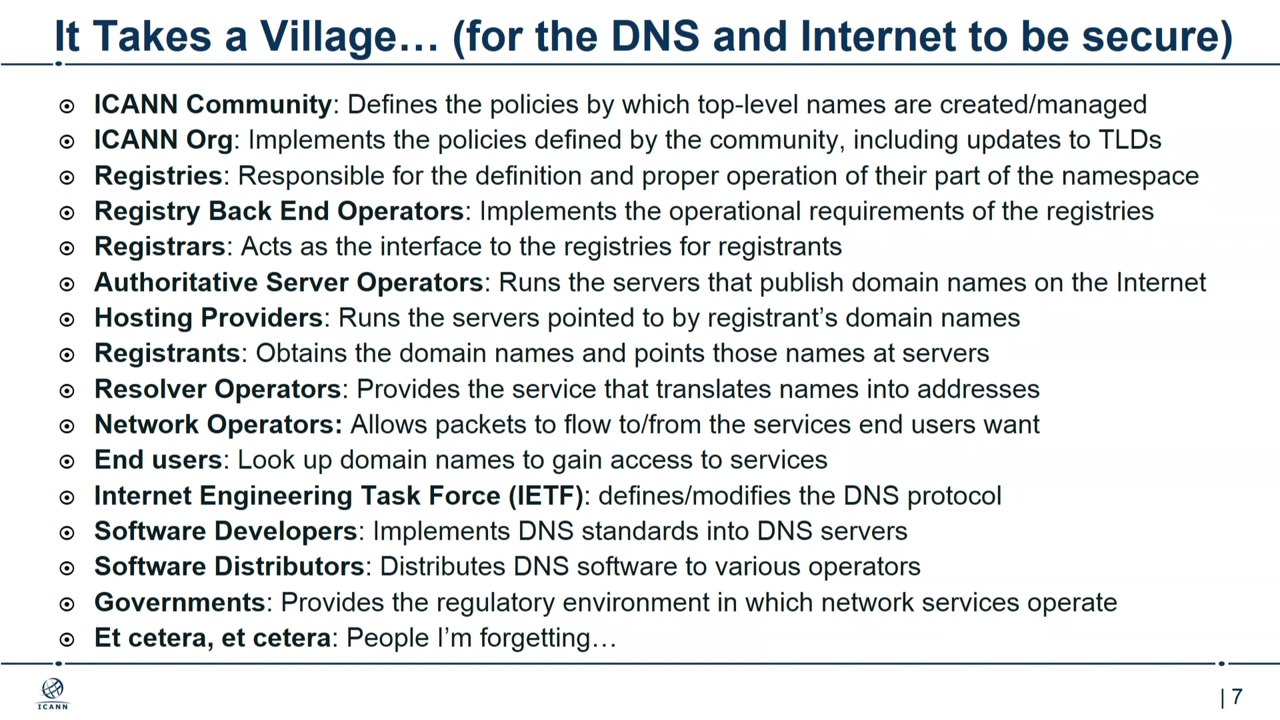 It Takes a Village… (for the DNS and Internet to be secure)
ICANN Community: Defines the policies by which top-level names are created/managed
ICANN Org: Implements the policies defined by the community, including updates to TLDs
Registries: Responsible for the definition and proper operation of their part of the namespace
Registry Back End Operators: Implements the operational requirements of the registries
Registrars: Acts as the interface to the registries for registrants
Authoritative Server Operators: Runs the servers that publish domain names on the Internet
Hosting Providers: Runs the servers pointed to by registrant’s domain names
Registrants: Obtains the domain names and points those names at servers
Resolver Operators: Provides the service that translates names into addresses
Network Operators: Allows packets to flow to/from the services end users want
End users: Look up domain names to gain access to services
Internet Engineering Task Force (IETF): defines/modifies the DNS protocol
Software Developers: Implements DNS standards into DNS servers
Software Distributors: Distributes DNS software to various operators
Governments: Provides the regulatory environment in which network services operate
Et cetera, et cetera: People I’m forgetting…
ICANN
| 7